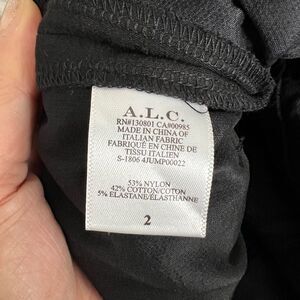 A.L.C.
RN#130801 CA#00985
MADE IN CHINA OF
ITALIAN FABRIC
FABRIQUÉ EN CHINE DE
TISSU ITALIEN
S-1806 4JUMP00022
53% NYLON
42% COTTON/COTON
5% ELASTANE/ÉLASTHANNE
2